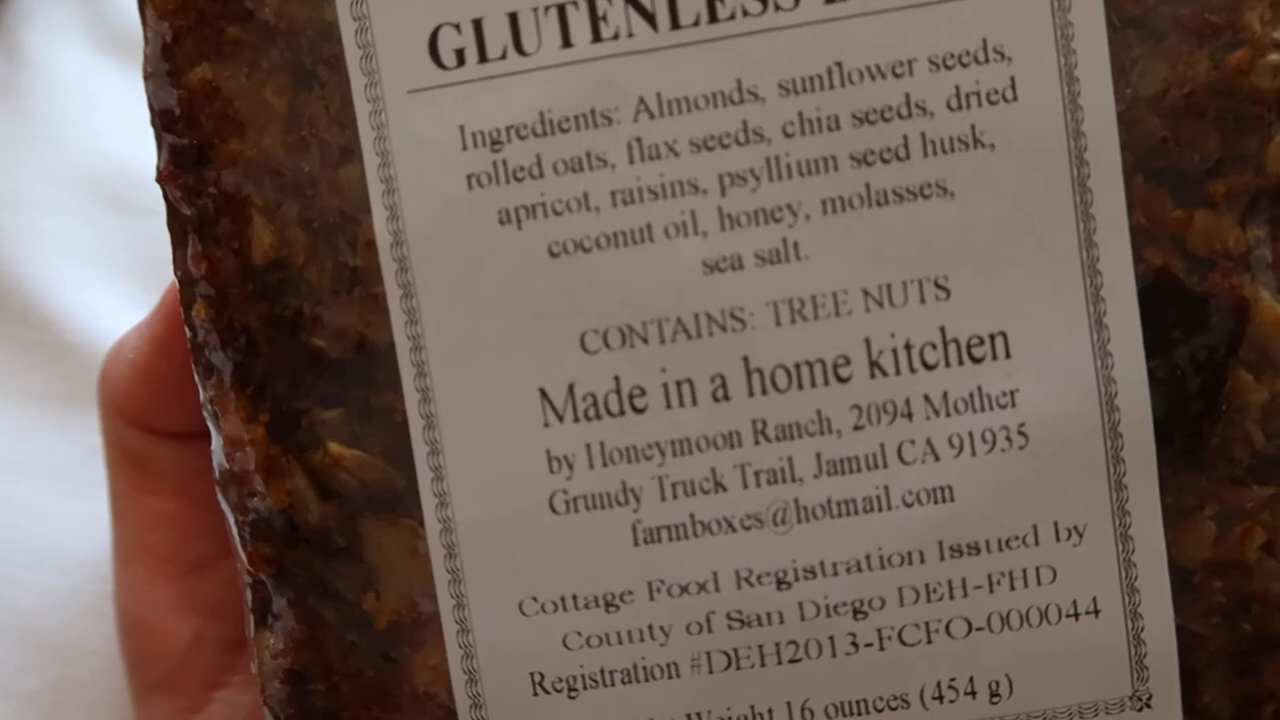 GLUTENLESS
Ingredients: Almonds, sunflower seeds,
rolled oats, flax seeds, chia seeds, dried
apricot, raisins, psyllium seed husk,
coconut oil, honey, molasses,
sea salt.
CONTAINS: TREE NUTS
Made in a home kitchen
by Honeymoon Ranch, 2094 Mother
Grundy Truck Trail, Jamul CA 91935
farmboxes@hotmail.com
Cottage Food Registration Issued by
County of San Diego DEH-FHD
Registration #DEH2013-FCFO-000044
Weight 16 ounces (454 g)